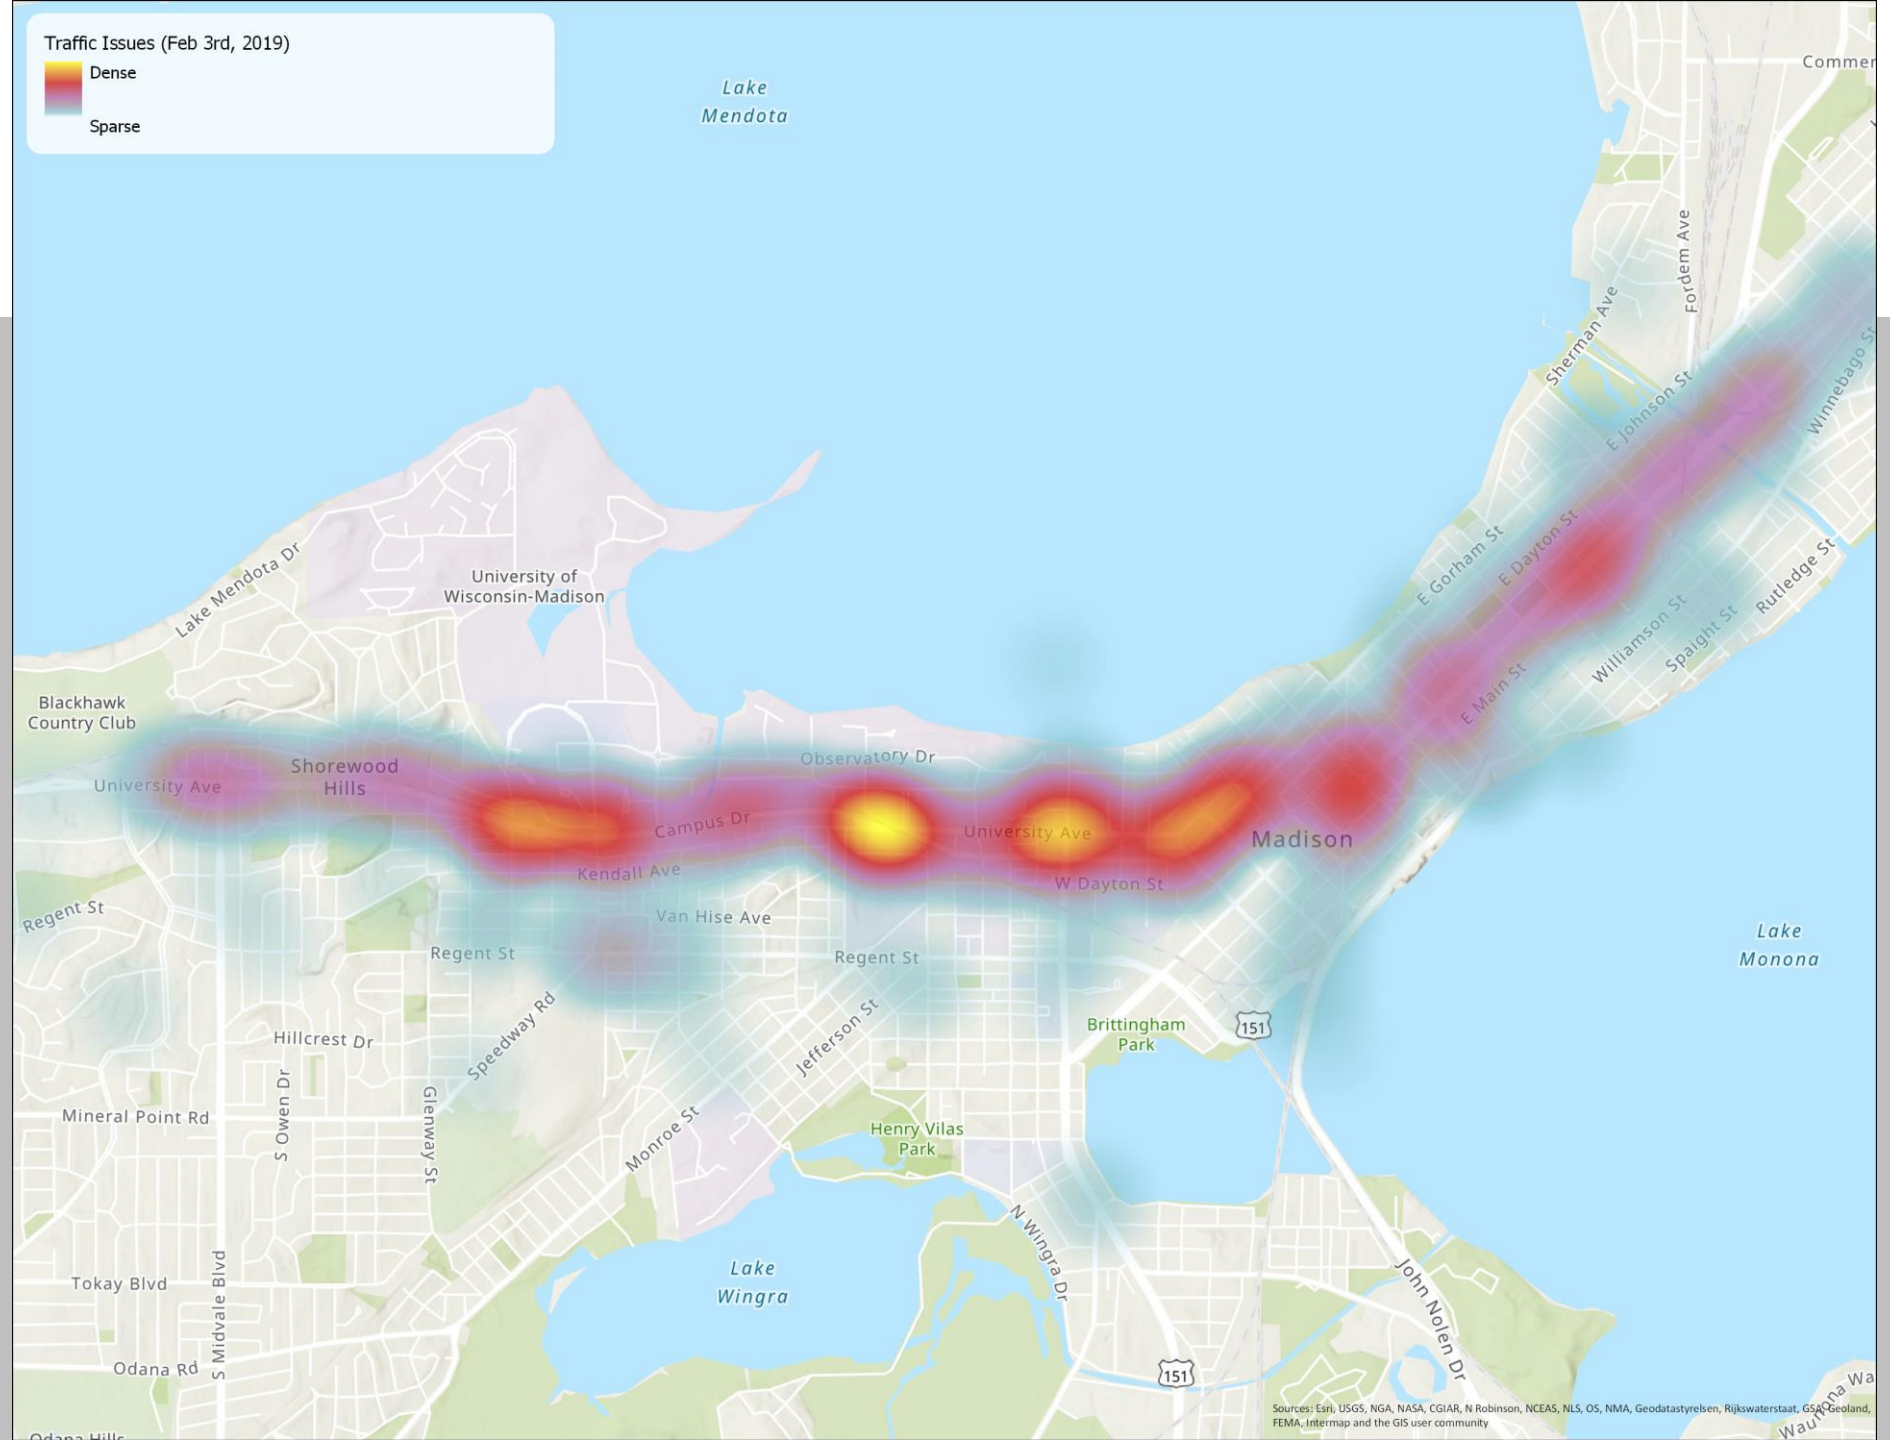 Traffic Issues (Feb 3rd, 2019)
Dense
Sparse
Lake
Mendota
Commer
Fordem Ave
Sherman Ave
E Johnson St
Winnebago St
E Gorham St
E Dayton St
Williamson St
Spaight St
Rutledge St
E Main St
Lake Mendota Dr
University of
Wisconsin-Madison
Blackhawk
Country Club
University Ave
Shorewood
Hills
Observatory Dr
Campus Dr
University Ave
Madison
Kendall Ave
W Dayton St
Van Hise Ave
Regent St
Regent St
Regent St
Lake
Monona
Speedway Rd
Jefferson St
Hillcrest Dr
Brittingham
Park
151
Mineral Point Rd
S Owen Dr
Glenway St
Monroe St
Henry Vilas
Park
N Wingra Dr
Lake
Wingra
Tokay Blvd
S Midvale Blvd
Odana Rd
John Nolen Dr
151
Waunona Wa
Odana Hills
Sources: Esri, USGS, NGA, NASA, CGIAR, N Robinson, NCEAS, NLS, OS, NMA, Geodatastyrelsen, Rijkswaterstaat, GSA, Geoland,
FEMA, Intermap and the GIS user community